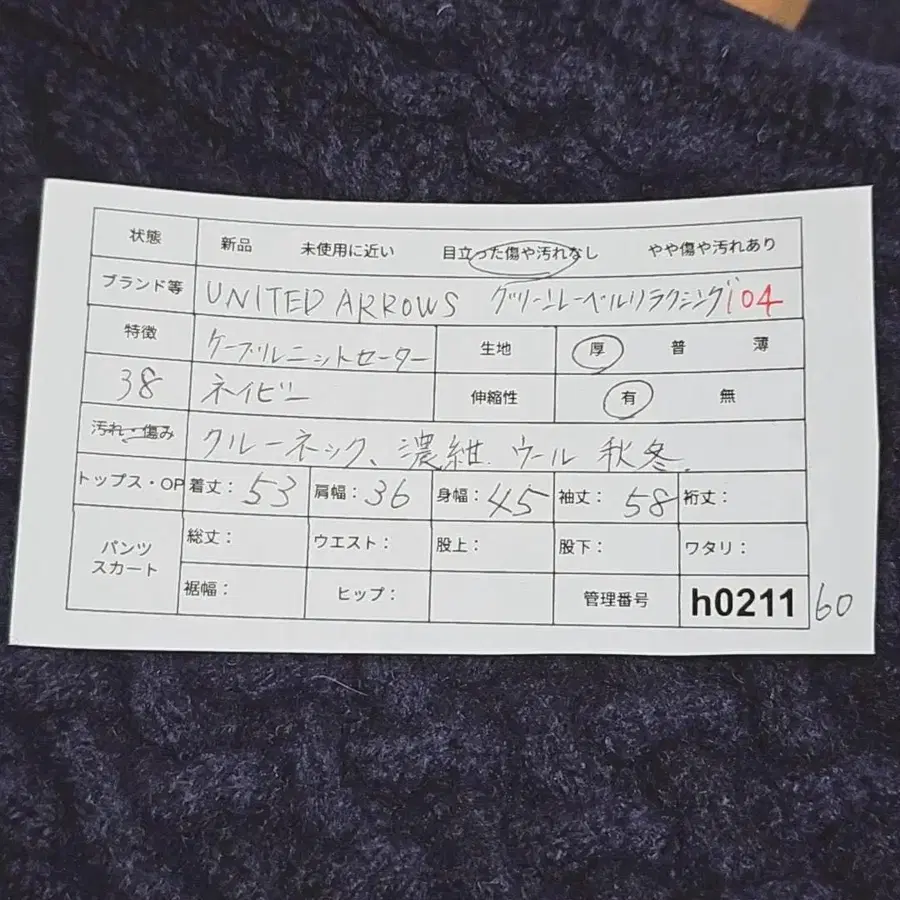 状態 新品 未使用に近い 目立った傷や汚れなし やや傷や汚れあり
ブランド等 UNITED ARROWS グリーンレーベルリラクシング 104
特徴 ケーブルニットセーター 生地 厚 普 薄
38 ネイビー 伸縮性 有 無
汚れ・傷み クルーネック、濃紺.ウール 秋冬.
トップス・OP 着丈:53 肩幅:36 身幅:45 袖丈:58 裄丈:
パンツ スカート 総丈: ウエスト: 股上: 股下: ワタリ:
裾幅: ヒップ: 管理番号 h0211 60